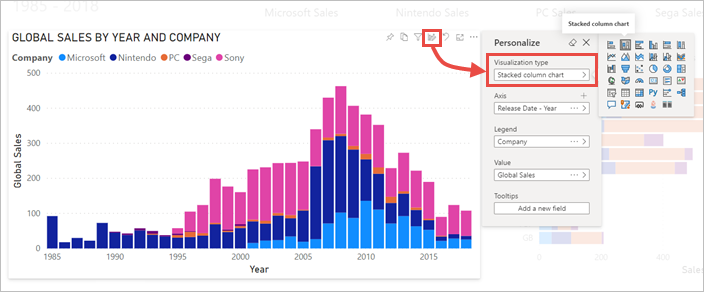 1985 - 2018
Microsoft Sales
Nintendo Sales
PC Sales
Sega Sales
Stacked column chart
GLOBAL SALES BY YEAR AND COMPANY
Company Microsoft Nintendo PC Sega Sony
Global Sales
500
400
300
200
100
0
1985
1990
1995
2000
2005
2010
2015
Year
Personalize
Visualization type
Stacked column chart
Axis
Release Date - Year
Legend
Company
Value
Global Sales
Tooltips
Add a new field
R
Py
GB
0
500